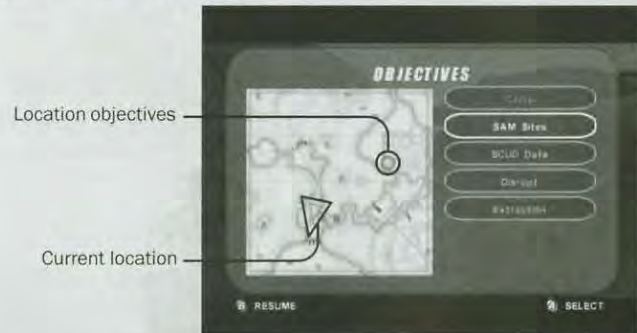 OBJECTIVES
Location objectives
SAM Sites
SCUD Data
Disrupt
Extraction
Current location
B RESUME
A SELECT